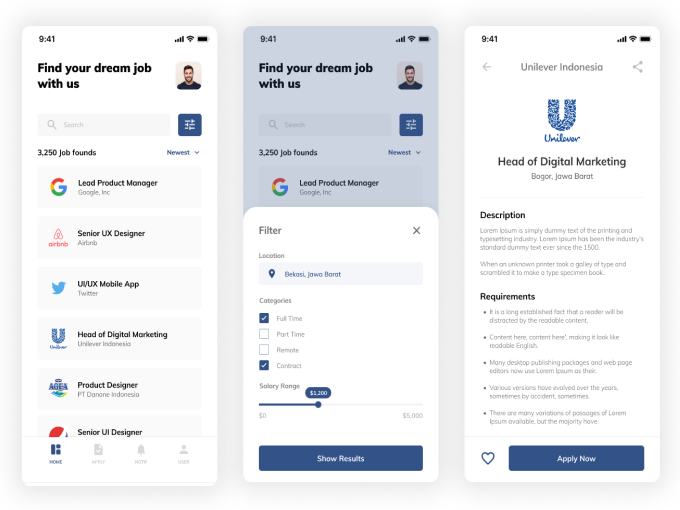 9:41
Find your dream job
with us
Search
3,250 Job founds
Newest
Lead Product Manager
Google, Inc
airbnb
Senior UX Designer
Airbnb
UI/UX Mobile App
Twitter
Unilever
Head of Digital Marketing
Unilever Indonesia
AQUA
Product Designer
PT Danone Indonesia
Senior UI Designer
HOME
APPLY
NOTIF
USER
9:41
Find your dream job
with us
Search
3,250 Job founds
Newest
Lead Product Manager
Google, Inc
Filter
Location
Bekasi, Jawa Barat
Categories
Full Time
Part Time
Remote
Contract
Salary Range
$1,200
$0
$5,000
Show Results
9:41
Unilever Indonesia
Unilever
Head of Digital Marketing
Bogor, Jawa Barat
Description
Lorem Ipsum is simply dummy text of the printing and
typesetting industry. Lorem Ipsum has been the industry's
standard dummy text ever since the 1500.
When an unknown printer took a galley of type and
scrambled it to make a type specimen book.
Requirements
• It is a long established fact that a reader will be
distracted by the readable content.
• Content here, content here', making it look like
readable English.
• Many desktop publishing packages and web page
editors now use Lorem Ipsum as their.
• Various versions have evolved over the years,
sometimes by accident, sometimes.
• There are many variations of passages of Lorem
Ipsum available, but the majority have.
Apply Now